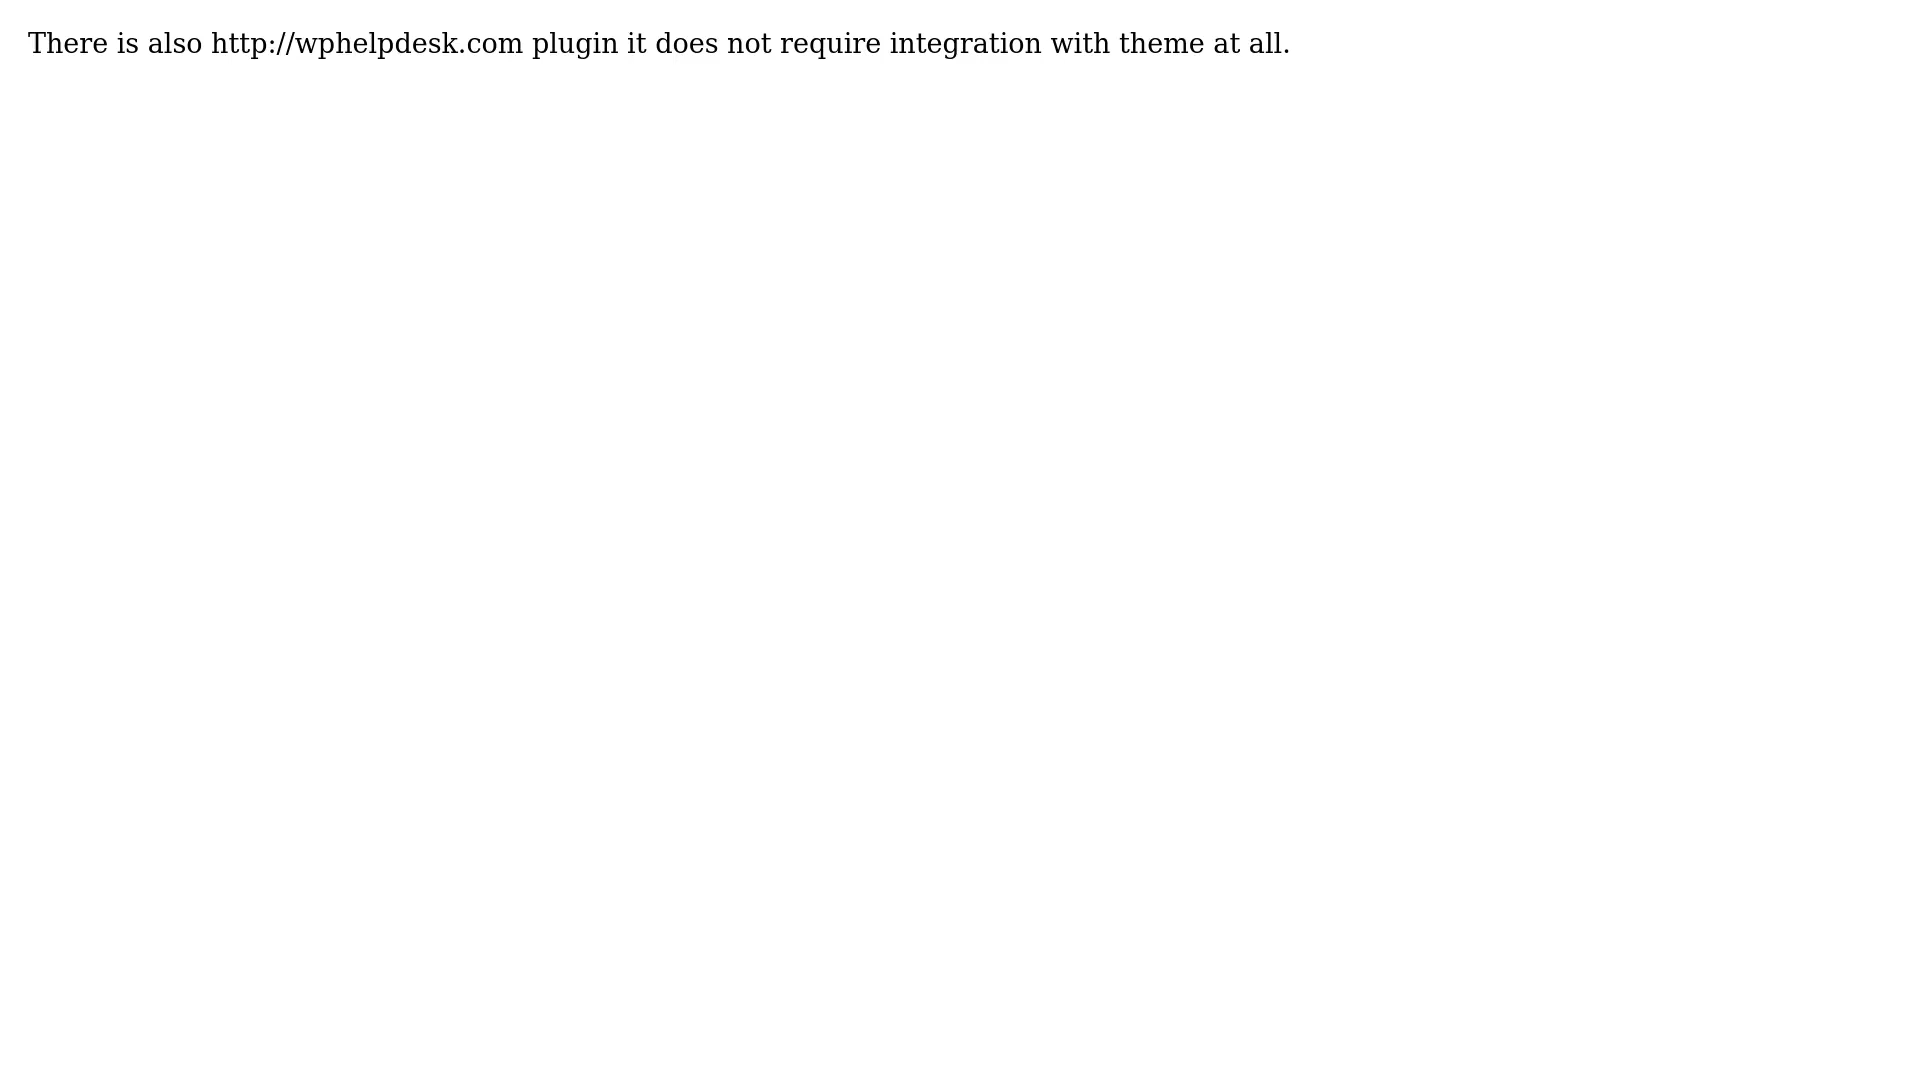 There is also http://wphelpdesk.com plugin it does not require integration with theme at all.